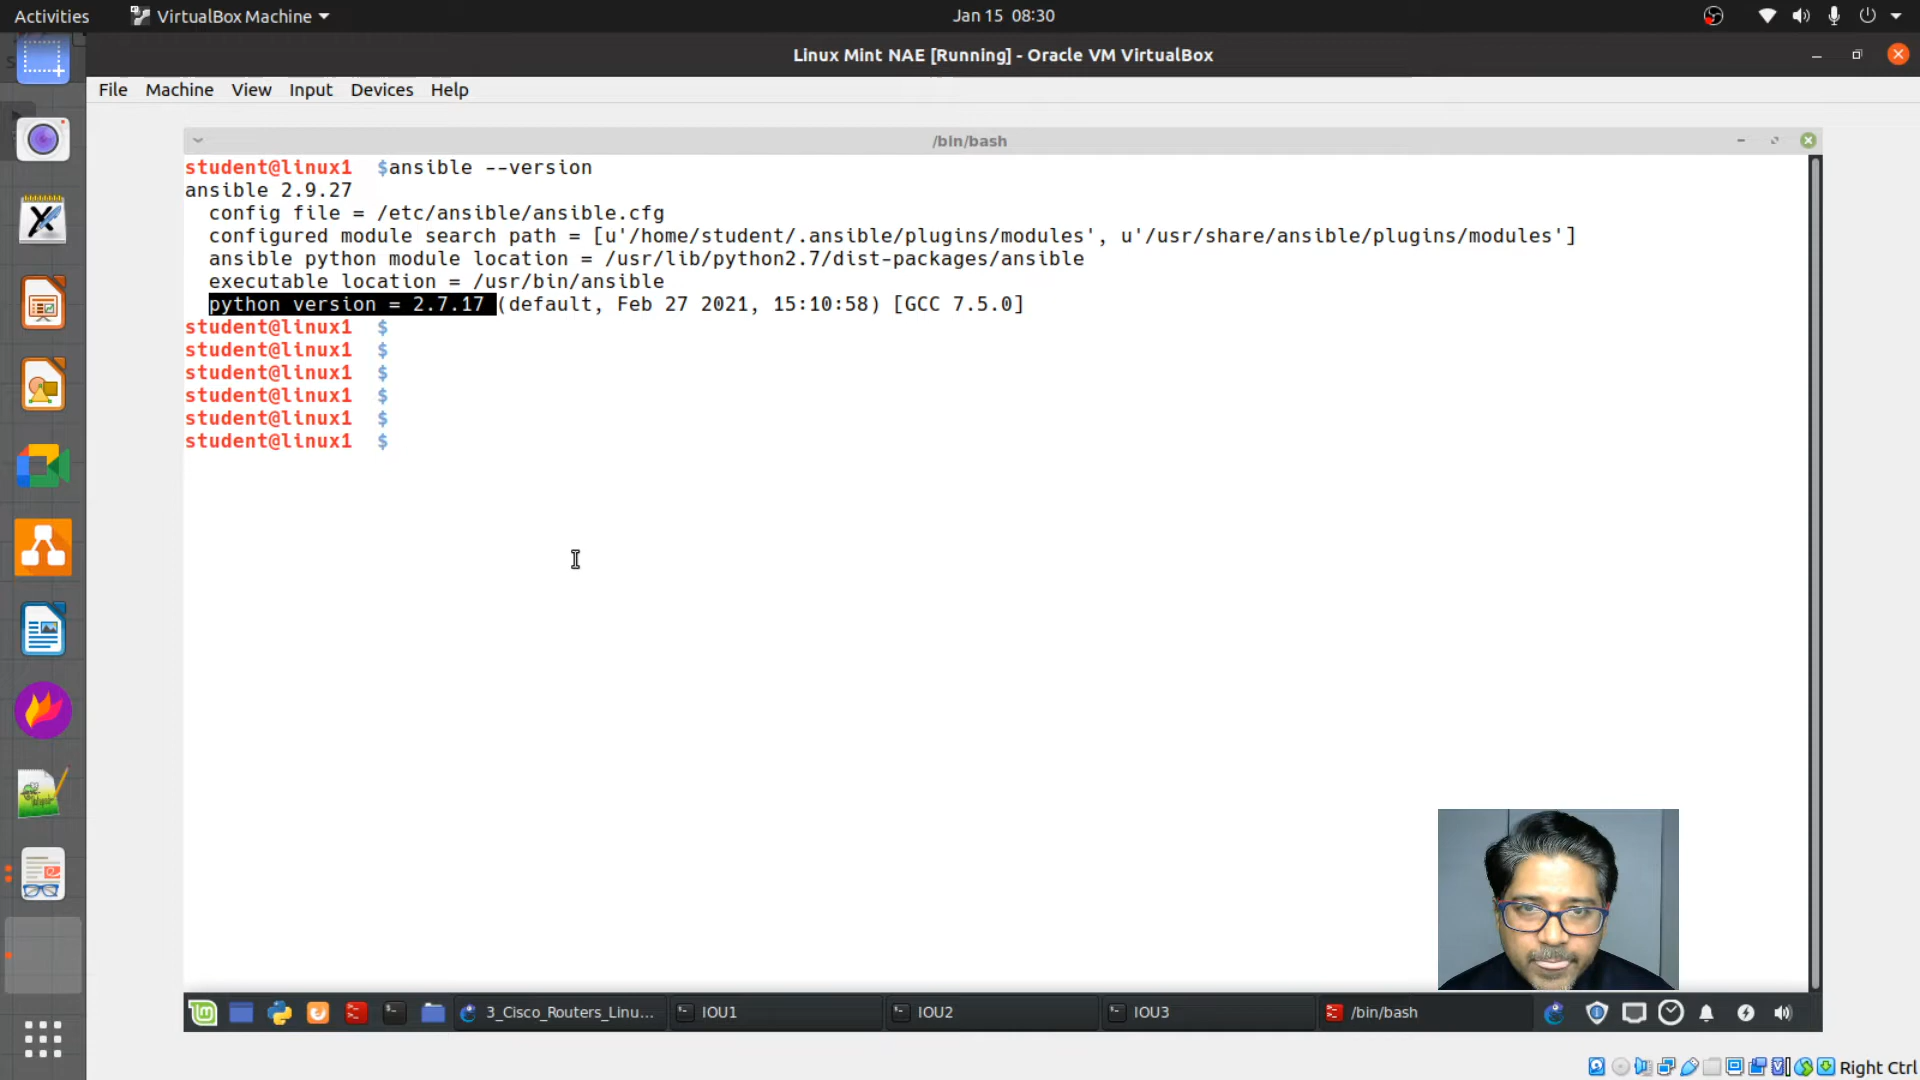 Activities
VirtualBox Machine
Jan 15 08:30
Linux Mint NAE [Running] - Oracle VM VirtualBox
File Machine View Input Devices Help
/bin/bash
student@linux1 $ansible --version
ansible 2.9.27
config file = /etc/ansible/ansible.cfg
configured module search path = [u'/home/student/.ansible/plugins/modules', u'/usr/share/ansible/plugins/modules']
ansible python module location = /usr/lib/python2.7/dist-packages/ansible
executable location = /usr/bin/ansible
python version = 2.7.17 (default, Feb 27 2021, 15:10:58) [GCC 7.5.0]
student@linux1 $
student@linux1 $
student@linux1 $
student@linux1 $
student@linux1 $
student@linux1 $
3_Cisco_Routers_Linu...
IOU1
IOU2
IOU3
/bin/bash
Right Ctrl